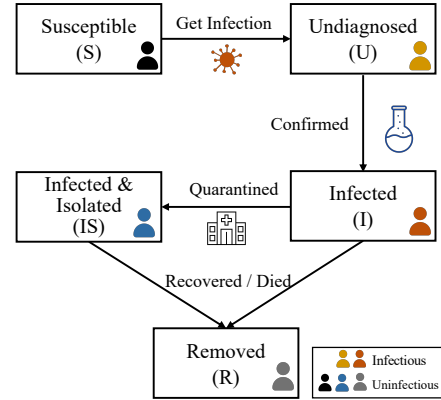 Susceptible
(S)
Get Infection
Undiagnosed
(U)
Confirmed
Infected &
Isolated
(IS)
Quarantined
Infected
(I)
Recovered / Died
Removed
(R)
Infectious
Uninfectious